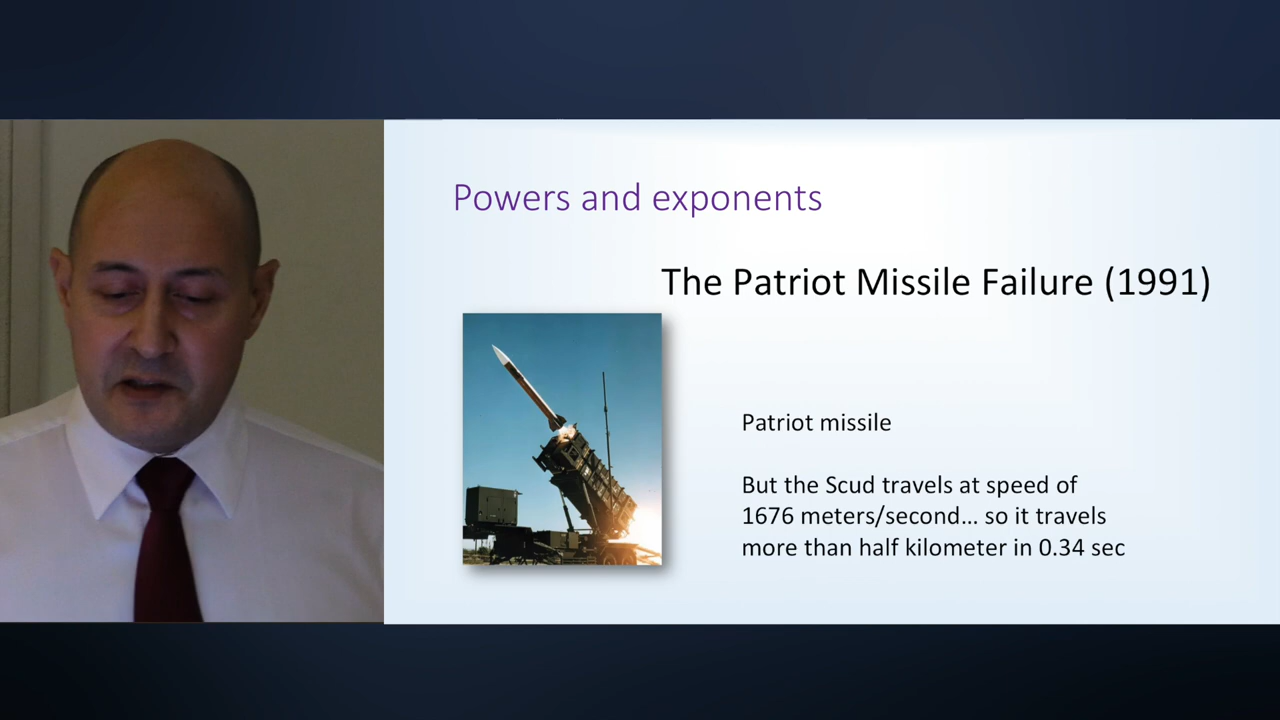 Powers and exponents
The Patriot Missile Failure (1991)
Patriot missile
But the Scud travels at speed of
1676 meters/second... so it travels
more than half kilometer in 0.34 sec